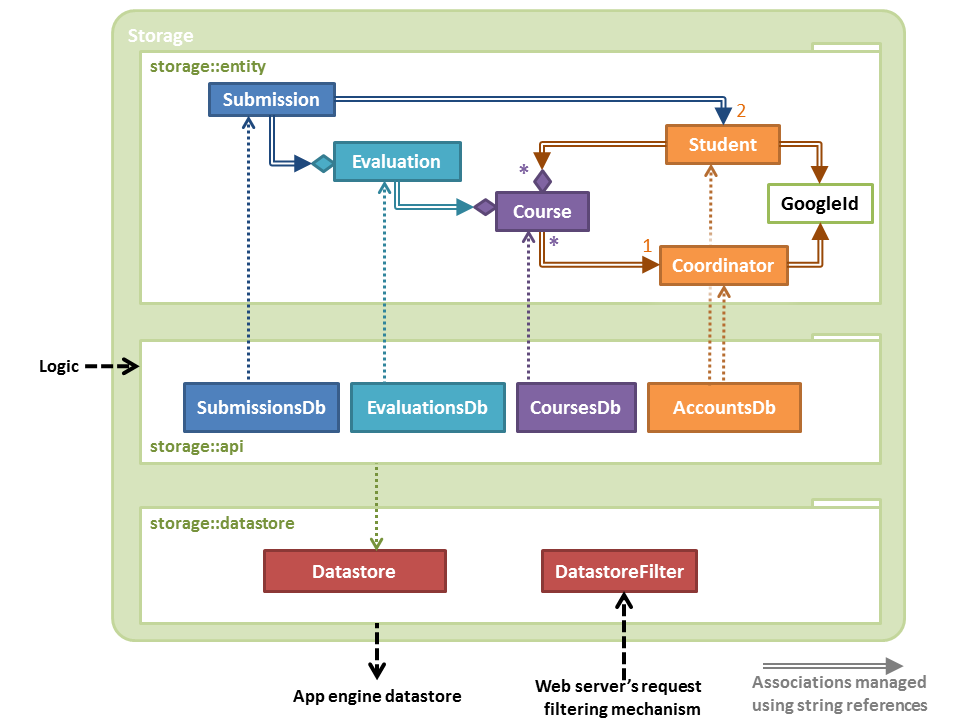 Storage
storage::entity
Submission
2
Student
Evaluation
*
GoogleId
Course
*
1
Coordinator
Logic
SubmissionsDb
EvaluationsDb
CoursesDb
AccountsDb
storage::api
storage::datastore
Datastore
DatastoreFilter
App engine datastore
Web server’s request
filtering mechanism
Associations managed
using string references